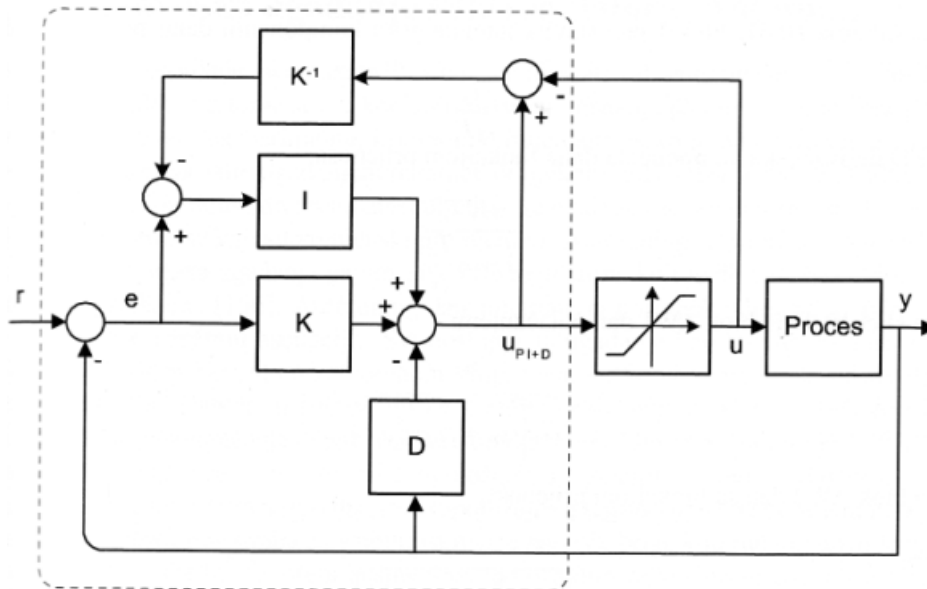 K⁻¹
-
+
-
I
+
r
e
+
+
K
-
-
u_PI+D
u
Proces
y
D